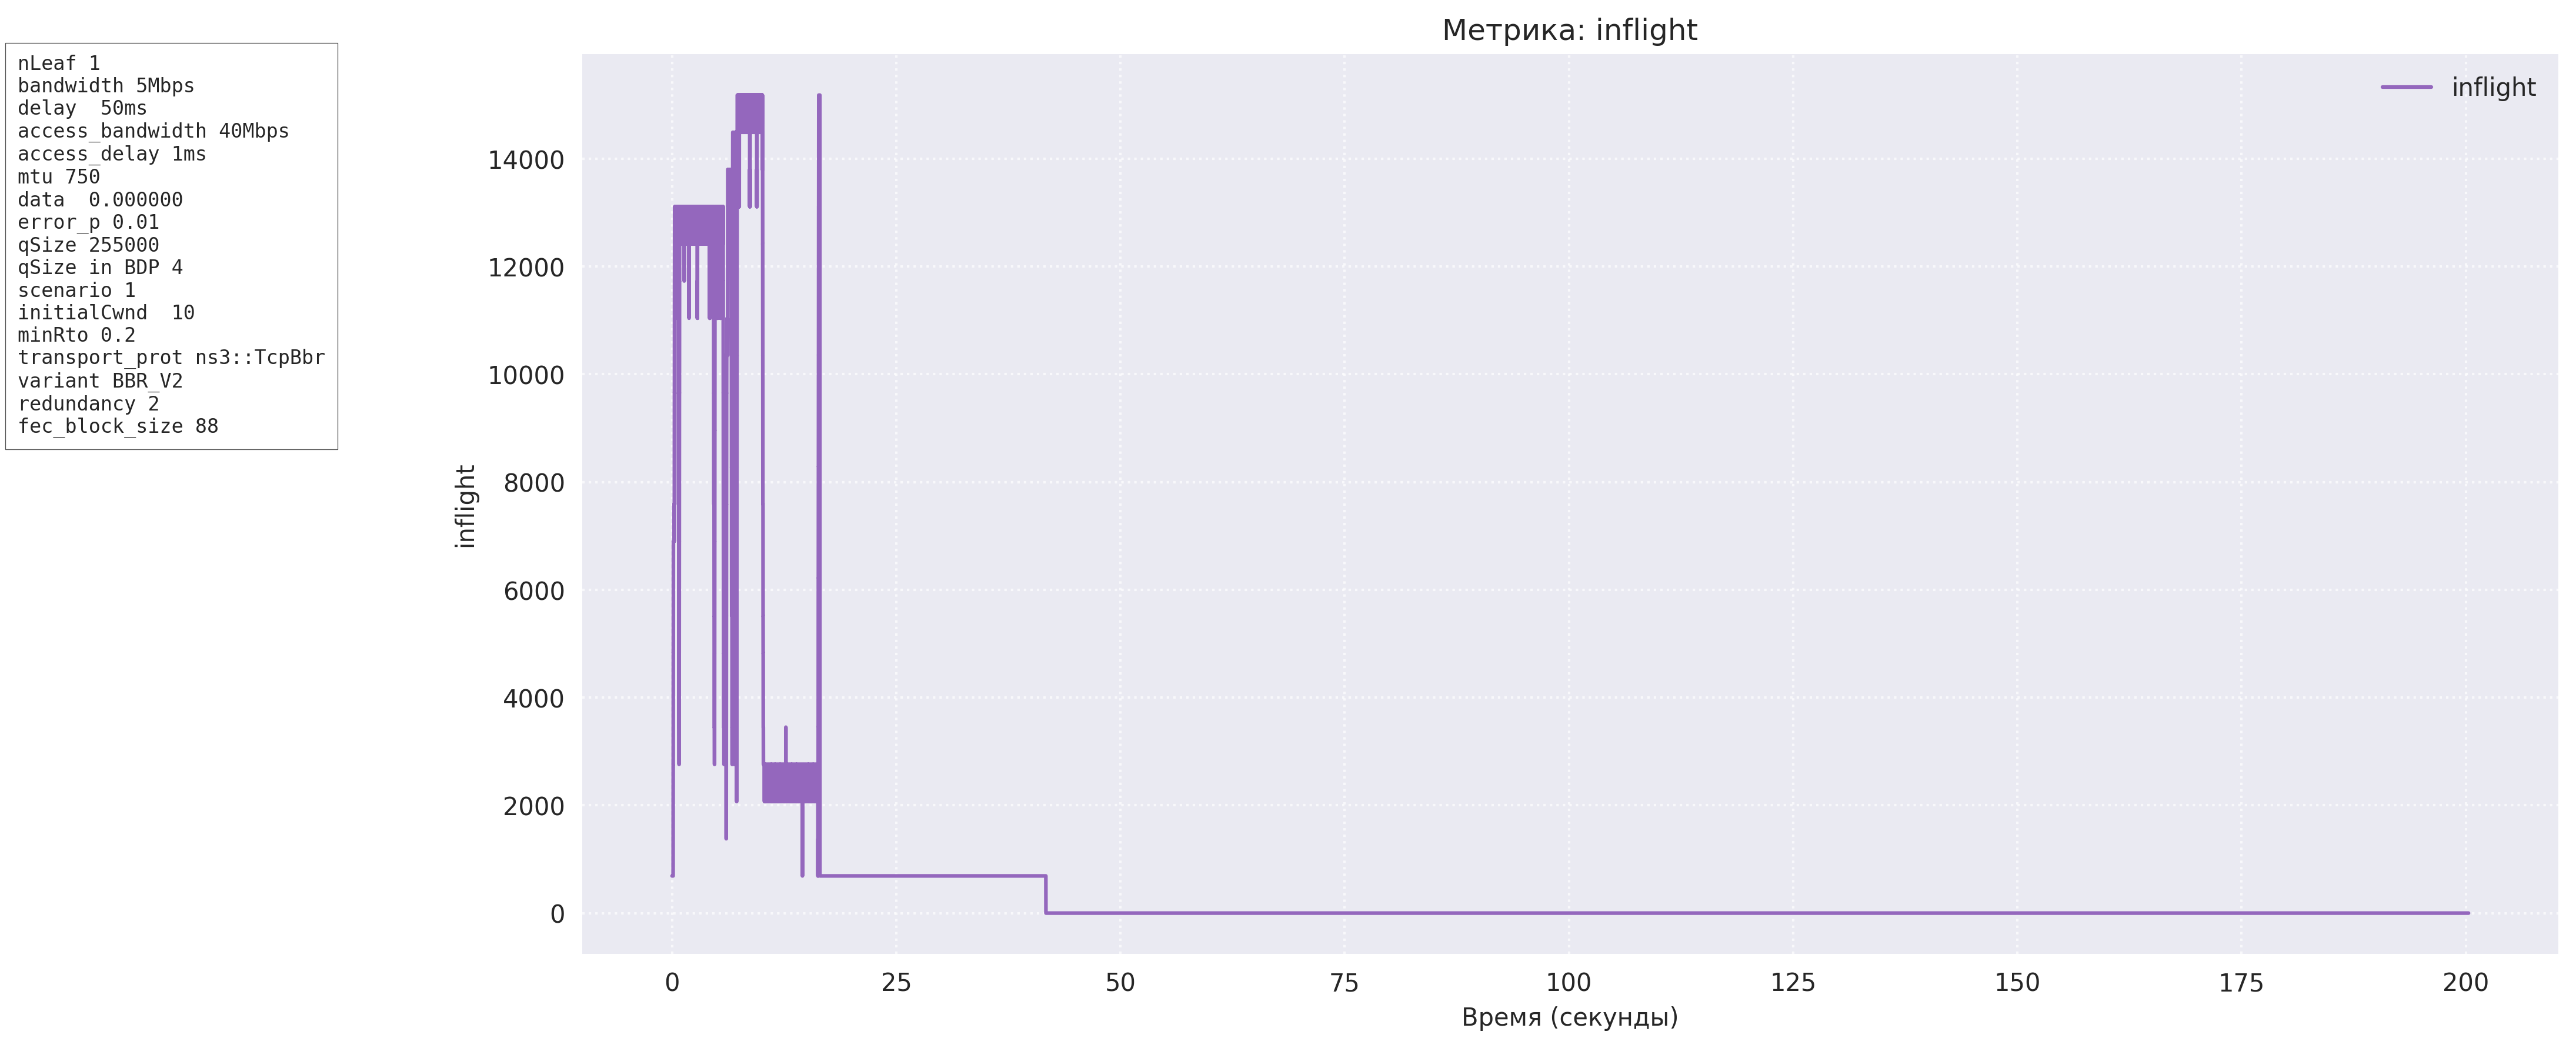 Метрика: inflight
nLeaf 1
bandwidth 5Mbps
delay  50ms
access_bandwidth 40Mbps
access_delay 1ms
mtu 750
data  0.000000
error_p 0.01
qSize 255000
qSize in BDP 4
scenario 1
initialCwnd  10
minRto 0.2
transport_prot ns3::TcpBbr
variant BBR_V2
redundancy 2
fec_block_size 88
inflight
inflight
14000
12000
10000
8000
6000
4000
2000
0
0 25 50 75 100 125 150 175 200
Время (секунды)